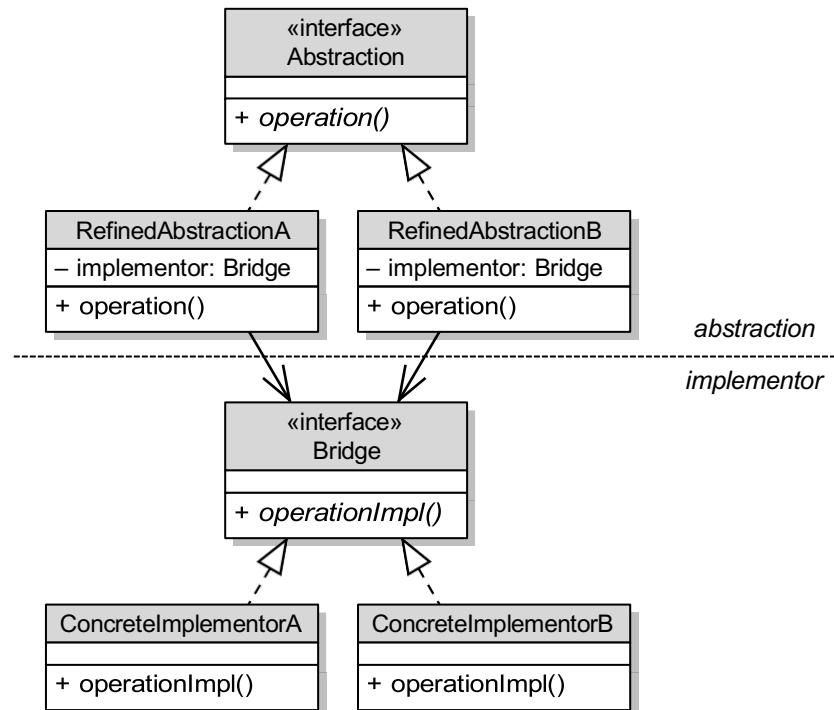 «interface»
Abstraction
+ operation()
RefinedAbstractionA
– implementor: Bridge
+ operation()
RefinedAbstractionB
– implementor: Bridge
+ operation()
abstraction
implementor
«interface»
Bridge
+ operationImpl()
ConcreteImplementorA
+ operationImpl()
ConcreteImplementorB
+ operationImpl()